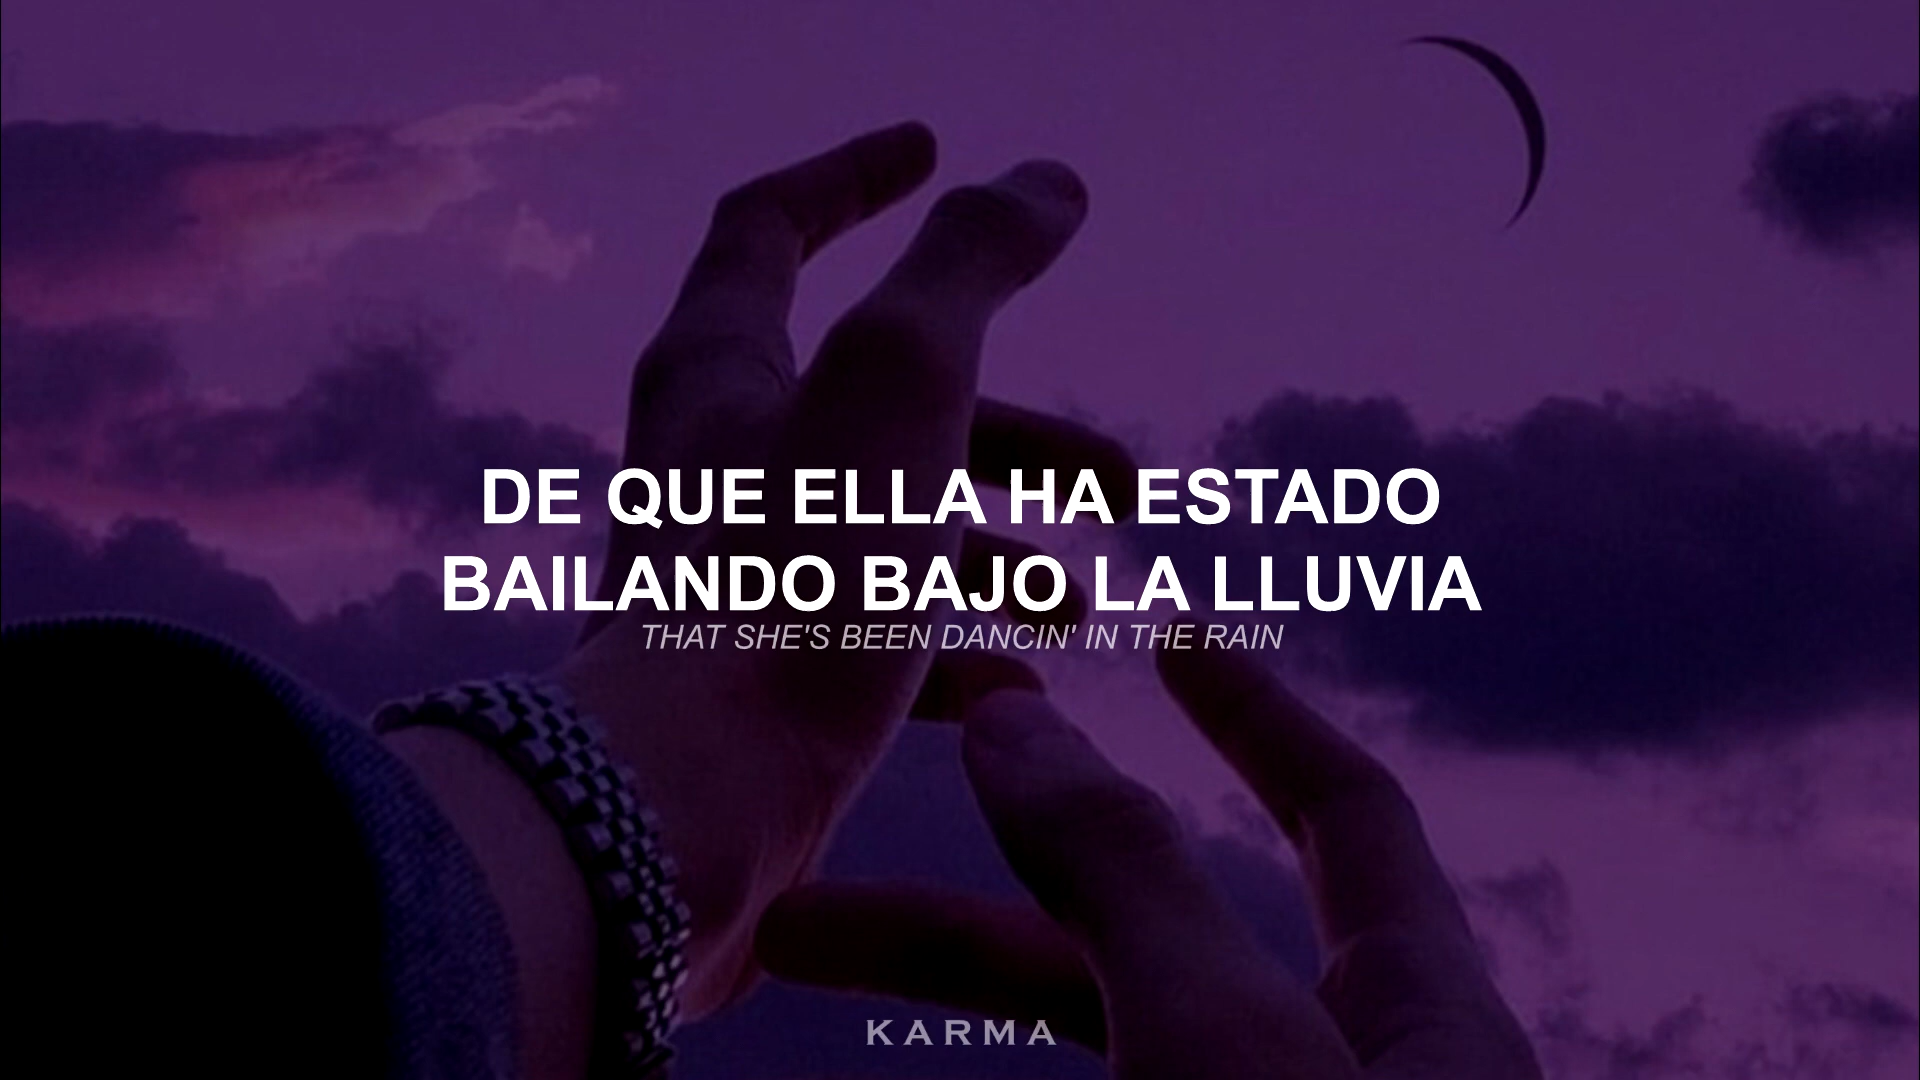 DE QUE ELLA HA ESTADO
BAILANDO BAJO LA LLUVIA
THAT SHE'S BEEN DANCIN' IN THE RAIN
KARMA